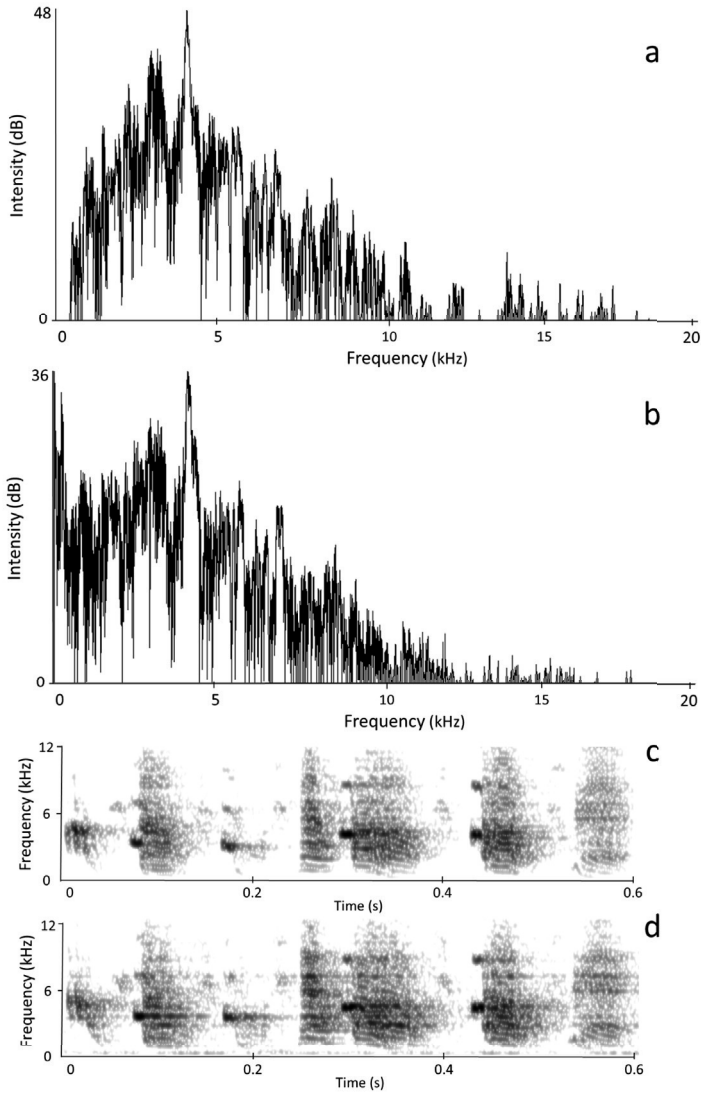 48
a
Intensity (dB)
0
0 5 10 15 20
Frequency (kHz)
36
b
Intensity (dB)
0
0 5 10 15 20
Frequency (kHz)
12
c
Frequency (kHz)
6
0
0 0.2 0.4 0.6
Time (s)
12
d
Frequency (kHz)
6
0
0 0.2 0.4 0.6
Time (s)